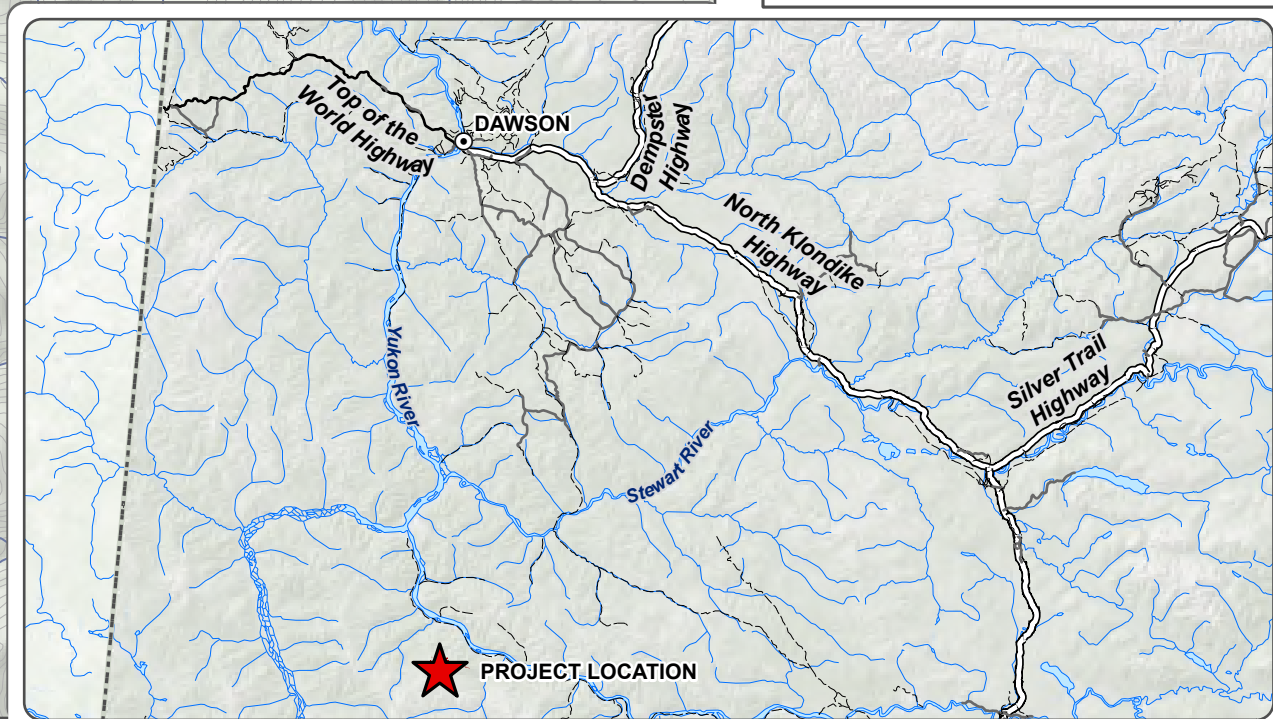 Top of the
World Highway
DAWSON
Dempster
Highway
North Klondike
Highway
Yukon River
Silver Trail
Highway
Stewart River
PROJECT LOCATION